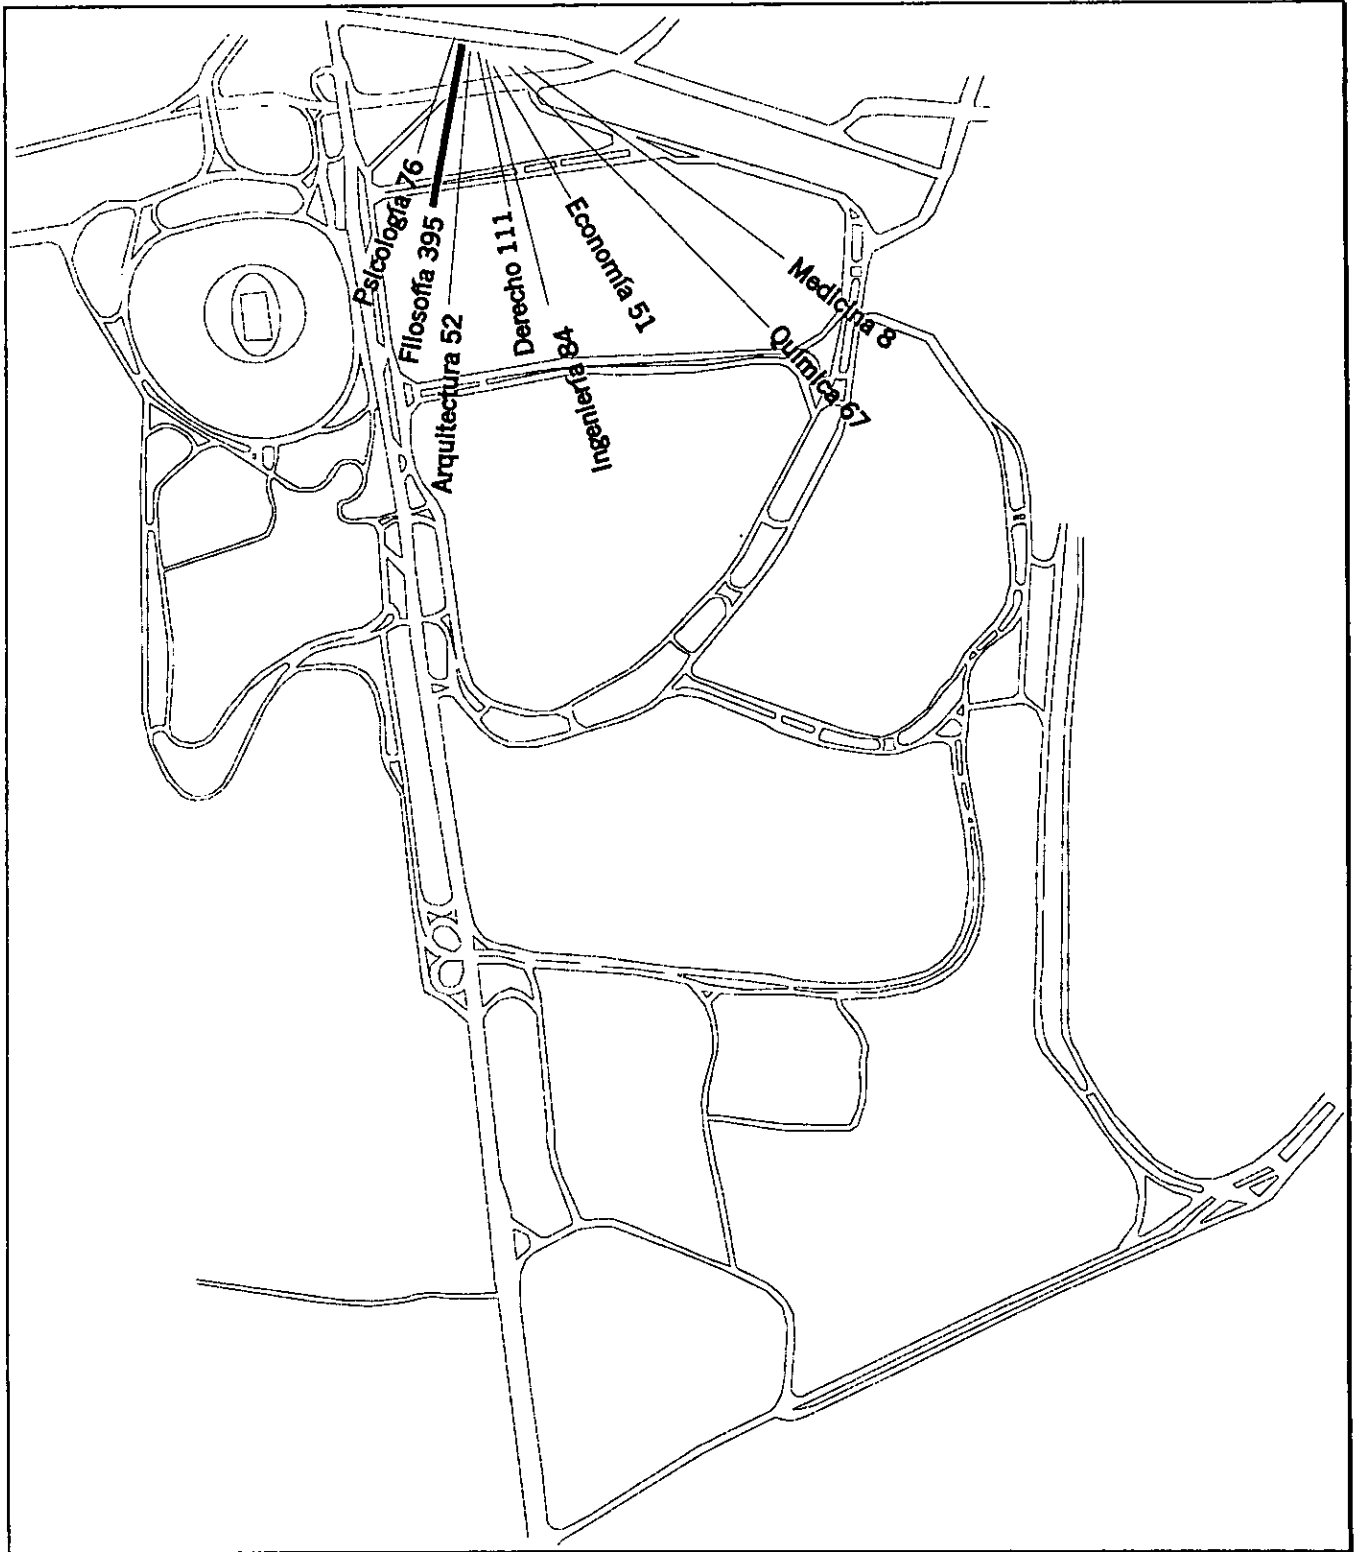 Psicología 76
Filosofía 395
Arquitectura 52
Derecho 111
Ingeniería 84
Economía 51
Medicina 8
Química 67